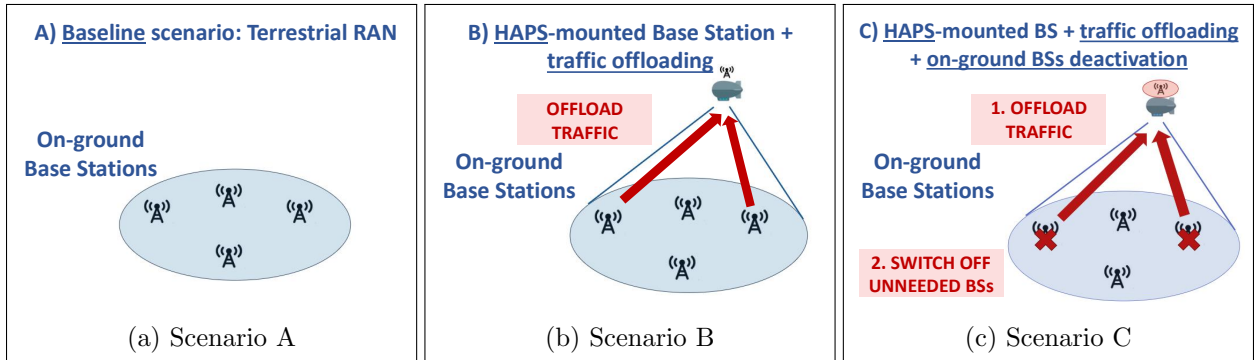 A) Baseline scenario: Terrestrial RAN
On-ground
Base Stations
(a) Scenario A
B) HAPS-mounted Base Station +
traffic offloading
OFFLOAD
TRAFFIC
On-ground
Base Stations
(b) Scenario B
C) HAPS-mounted BS + traffic offloading
+ on-ground BSs deactivation
1. OFFLOAD
TRAFFIC
On-ground
Base Stations
2. SWITCH OFF
UNNEEDED BSs
(c) Scenario C